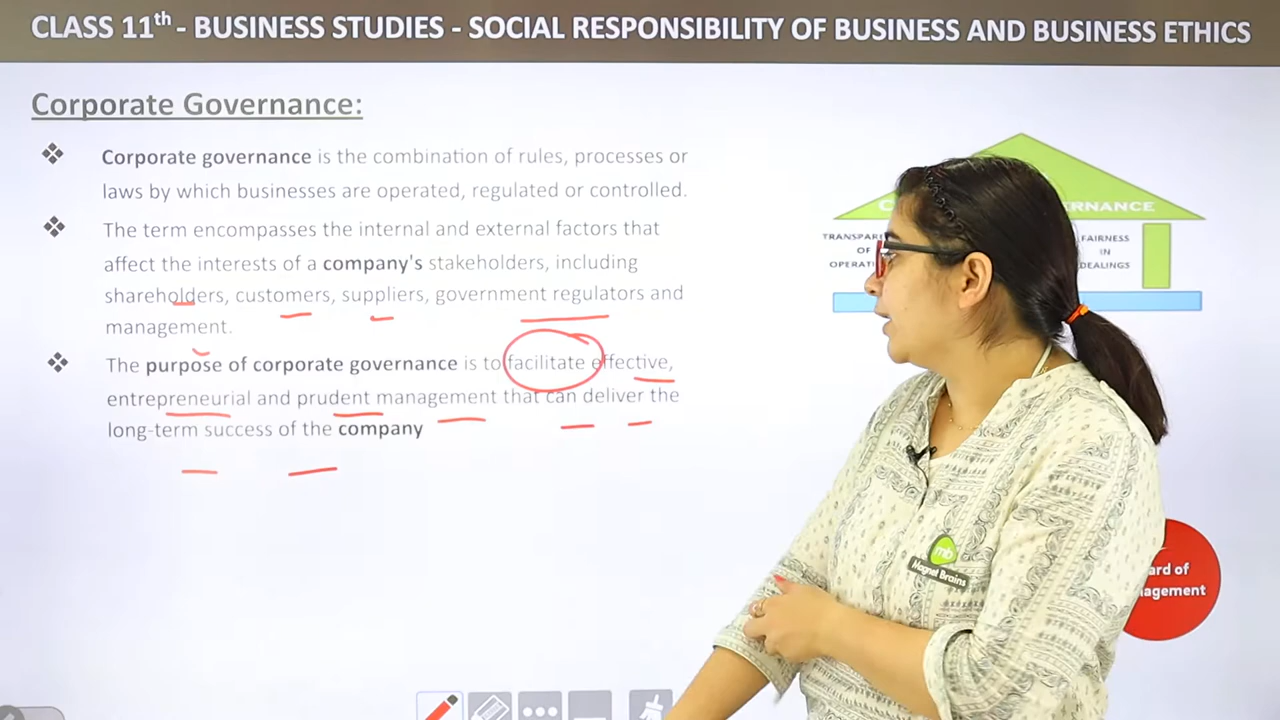 CLASS 11th - BUSINESS STUDIES - SOCIAL RESPONSIBILITY OF BUSINESS AND BUSINESS ETHICS
Corporate Governance:
❖ Corporate governance is the combination of rules, processes or
laws by which businesses are operated, regulated or controlled.
❖ The term encompasses the internal and external factors that
affect the interests of a company's stakeholders, including
shareholders, customers, suppliers, government regulators and
management.
❖ The purpose of corporate governance is to facilitate effective,
entrepreneurial and prudent management that can deliver the
long-term success of the company
FAIRNESS
IN
DEALINGS
OF
mb
Magnet Brains